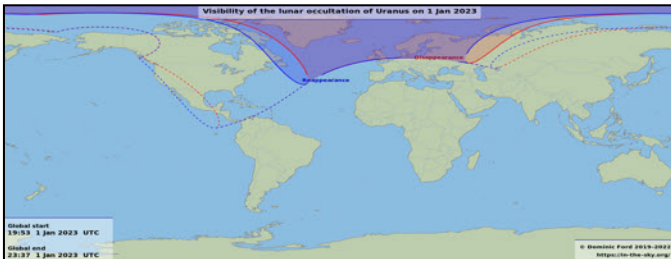 Visibility of the lunar occultation of Uranus on 1 Jan 2023
Disappearance
Reappearance
Global start
19:53 1 Jan 2023 UTC
Global end
23:37 1 Jan 2023 UTC
© Dominic Ford 2019–2022
https://in-the-sky.org